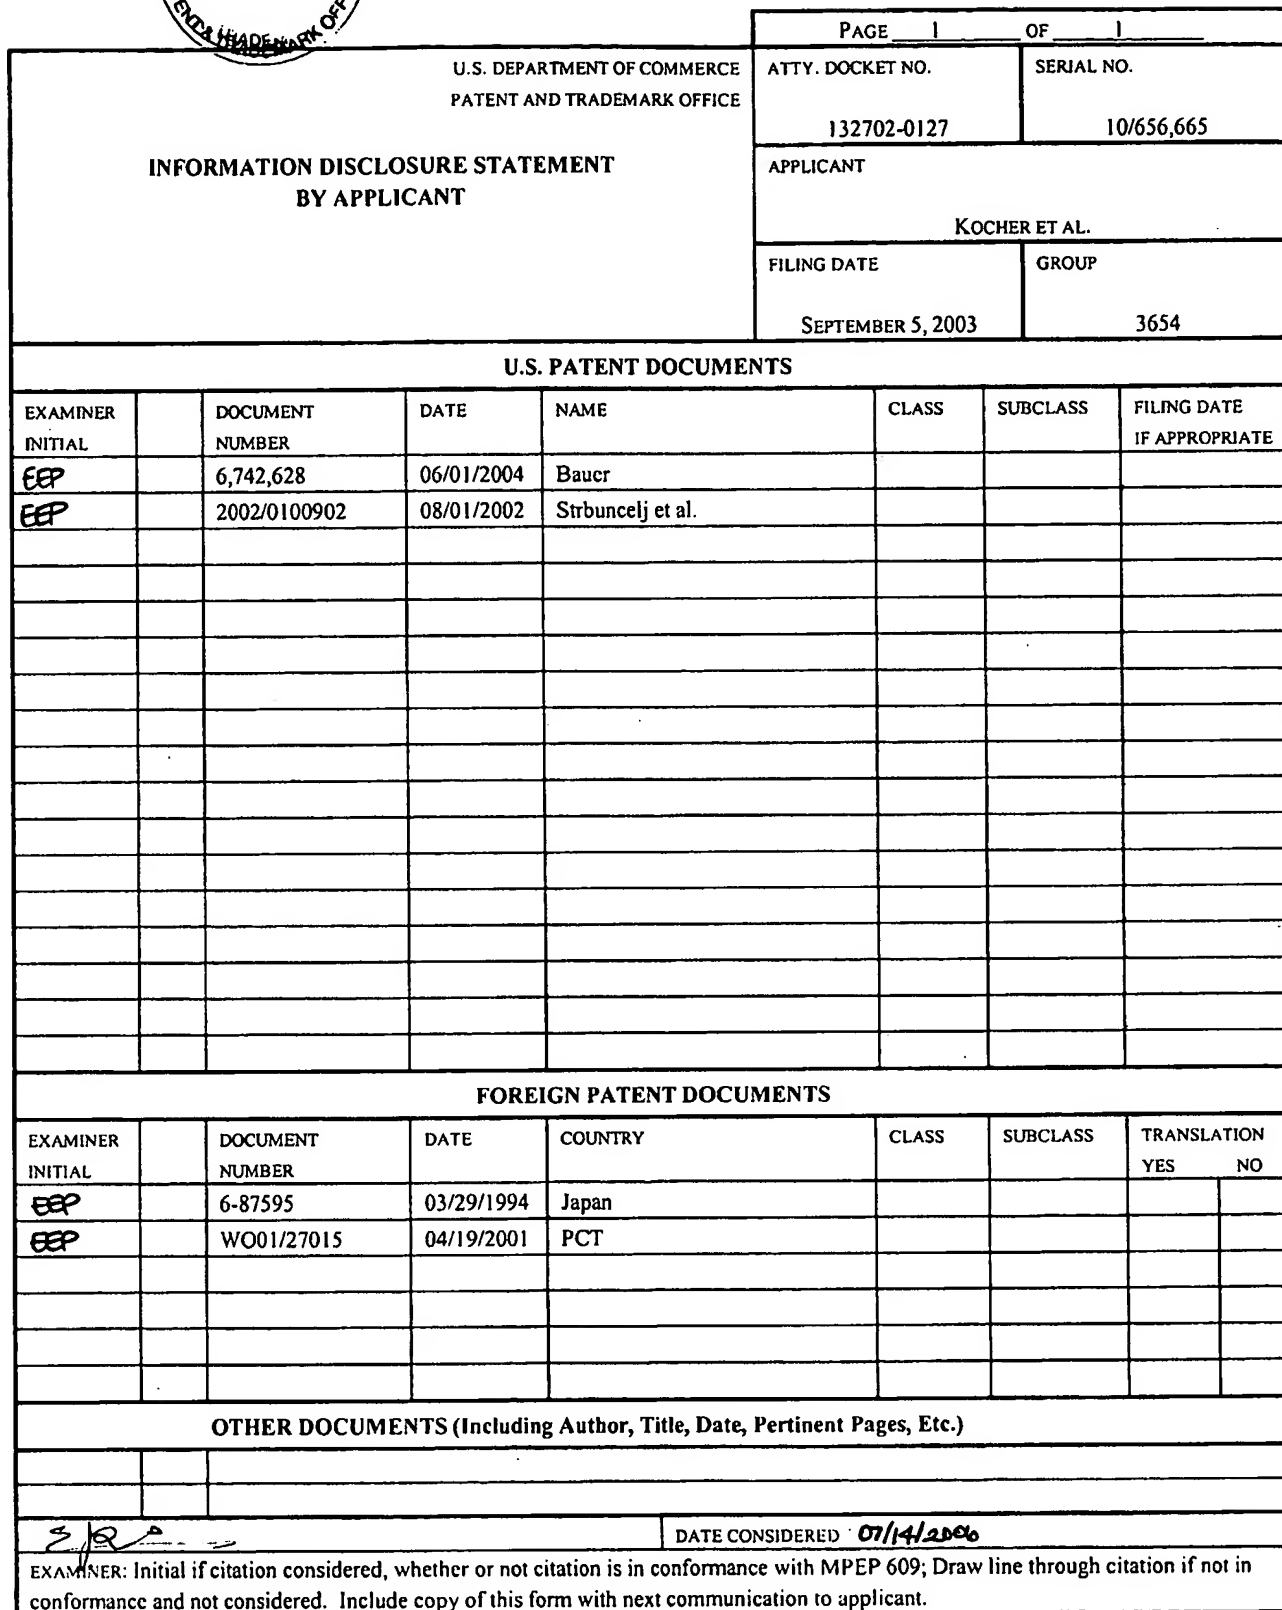 PAGE 1 OF 1
U.S. DEPARTMENT OF COMMERCE
PATENT AND TRADEMARK OFFICE
INFORMATION DISCLOSURE STATEMENT
BY APPLICANT
ATTY. DOCKET NO.
132702-0127
SERIAL NO.
10/656,665
APPLICANT
KOCHER ET AL.
FILING DATE
SEPTEMBER 5, 2003
GROUP
3654
U.S. PATENT DOCUMENTS
EXAMINER INITIAL DOCUMENT NUMBER DATE NAME CLASS SUBCLASS FILING DATE IF APPROPRIATE
EEP 6,742,628 06/01/2004 Bauer
EEP 2002/0100902 08/01/2002 Strbuncelj et al.
FOREIGN PATENT DOCUMENTS
EXAMINER INITIAL DOCUMENT NUMBER DATE COUNTRY CLASS SUBCLASS TRANSLATION YES NO
EEP 6-87595 03/29/1994 Japan
EEP WO01/27015 04/19/2001 PCT
OTHER DOCUMENTS (Including Author, Title, Date, Pertinent Pages, Etc.)
DATE CONSIDERED 07/14/2006
EXAMINER: Initial if citation considered, whether or not citation is in conformance with MPEP 609; Draw line through citation if not in
conformance and not considered. Include copy of this form with next communication to applicant.